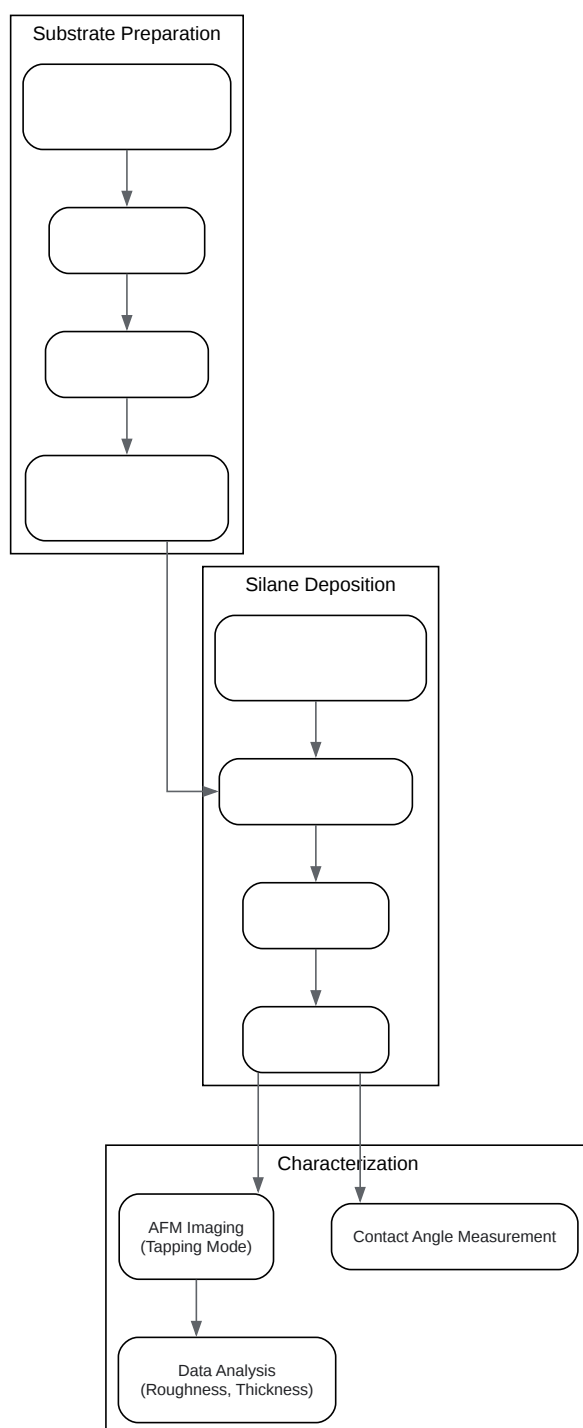 Substrate Preparation
Silane Deposition
Characterization
AFM Imaging
(Tapping Mode)
Contact Angle Measurement
Data Analysis
(Roughness, Thickness)